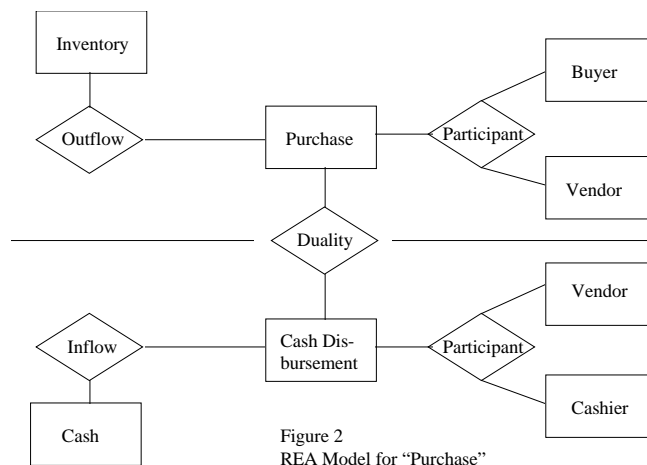 Inventory
Buyer
Outflow
Purchase
Participant
Vendor
Duality
Vendor
Inflow
Cash Dis-
bursement
Participant
Cash
Cashier
Figure 2
REA Model for “Purchase”